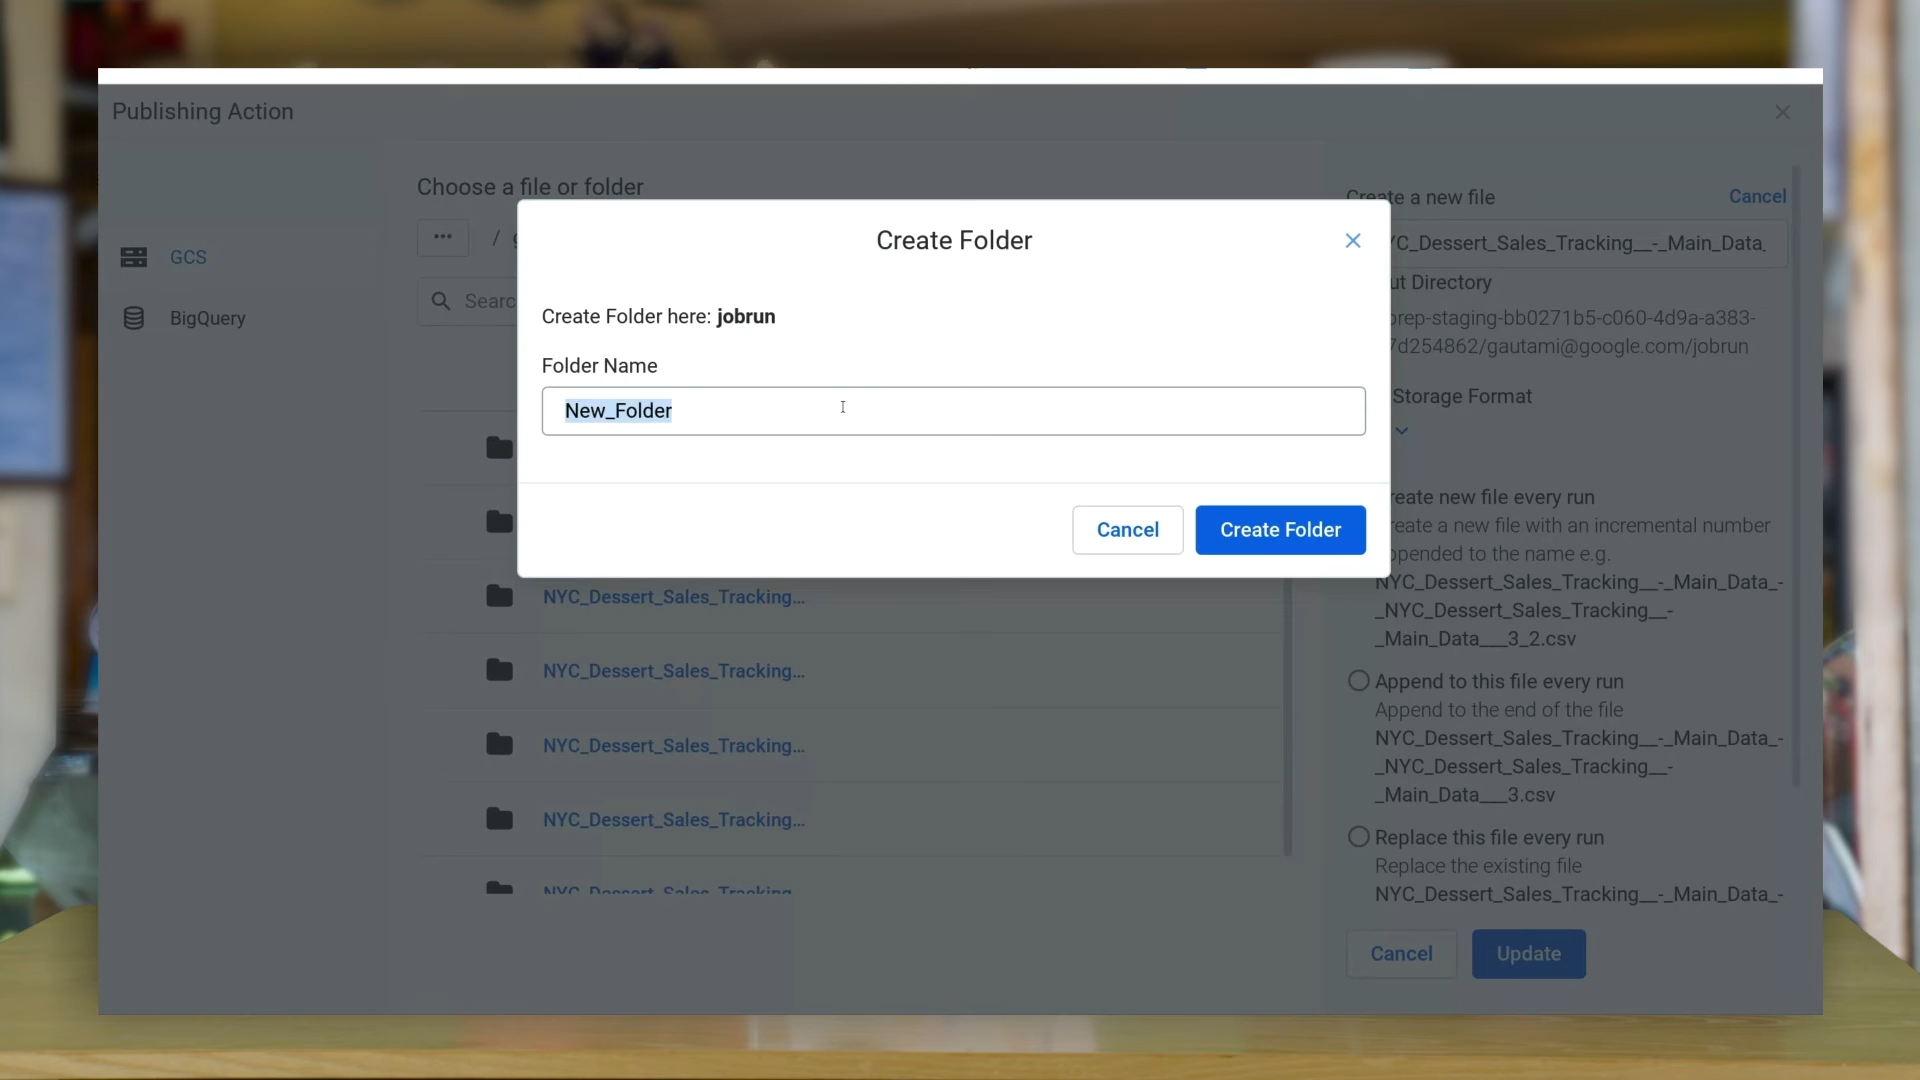 Publishing Action
GCS
BigQuery
Choose a file or folder
... /
Searc
NYC_Dessert_Sales_Tracking...
NYC_Dessert_Sales_Tracking...
NYC_Dessert_Sales_Tracking...
NYC_Dessert_Sales_Tracking...
NYC_Dessert_Sales_Tracking
Create Folder
Create Folder here: jobrun
Folder Name
New_Folder
Cancel
Create Folder
Create a new file
Cancel
YC_Dessert_Sales_Tracking__-_Main_Data_
ut Directory
prep-staging-bb0271b5-c060-4d9a-a383-
7d254862/gautami@google.com/jobrun
Storage Format
reate new file every run
reate a new file with an incremental number
ppended to the name e.g.
NYC_Dessert_Sales_Tracking__-_Main_Data_-
_NYC_Dessert_Sales_Tracking__-
_Main_Data___3_2.csv
Append to this file every run
Append to the end of the file
NYC_Dessert_Sales_Tracking__-_Main_Data_-
_NYC_Dessert_Sales_Tracking__-
_Main_Data___3.csv
Replace this file every run
Replace the existing file
NYC_Dessert_Sales_Tracking__-_Main_Data_-
Cancel
Update